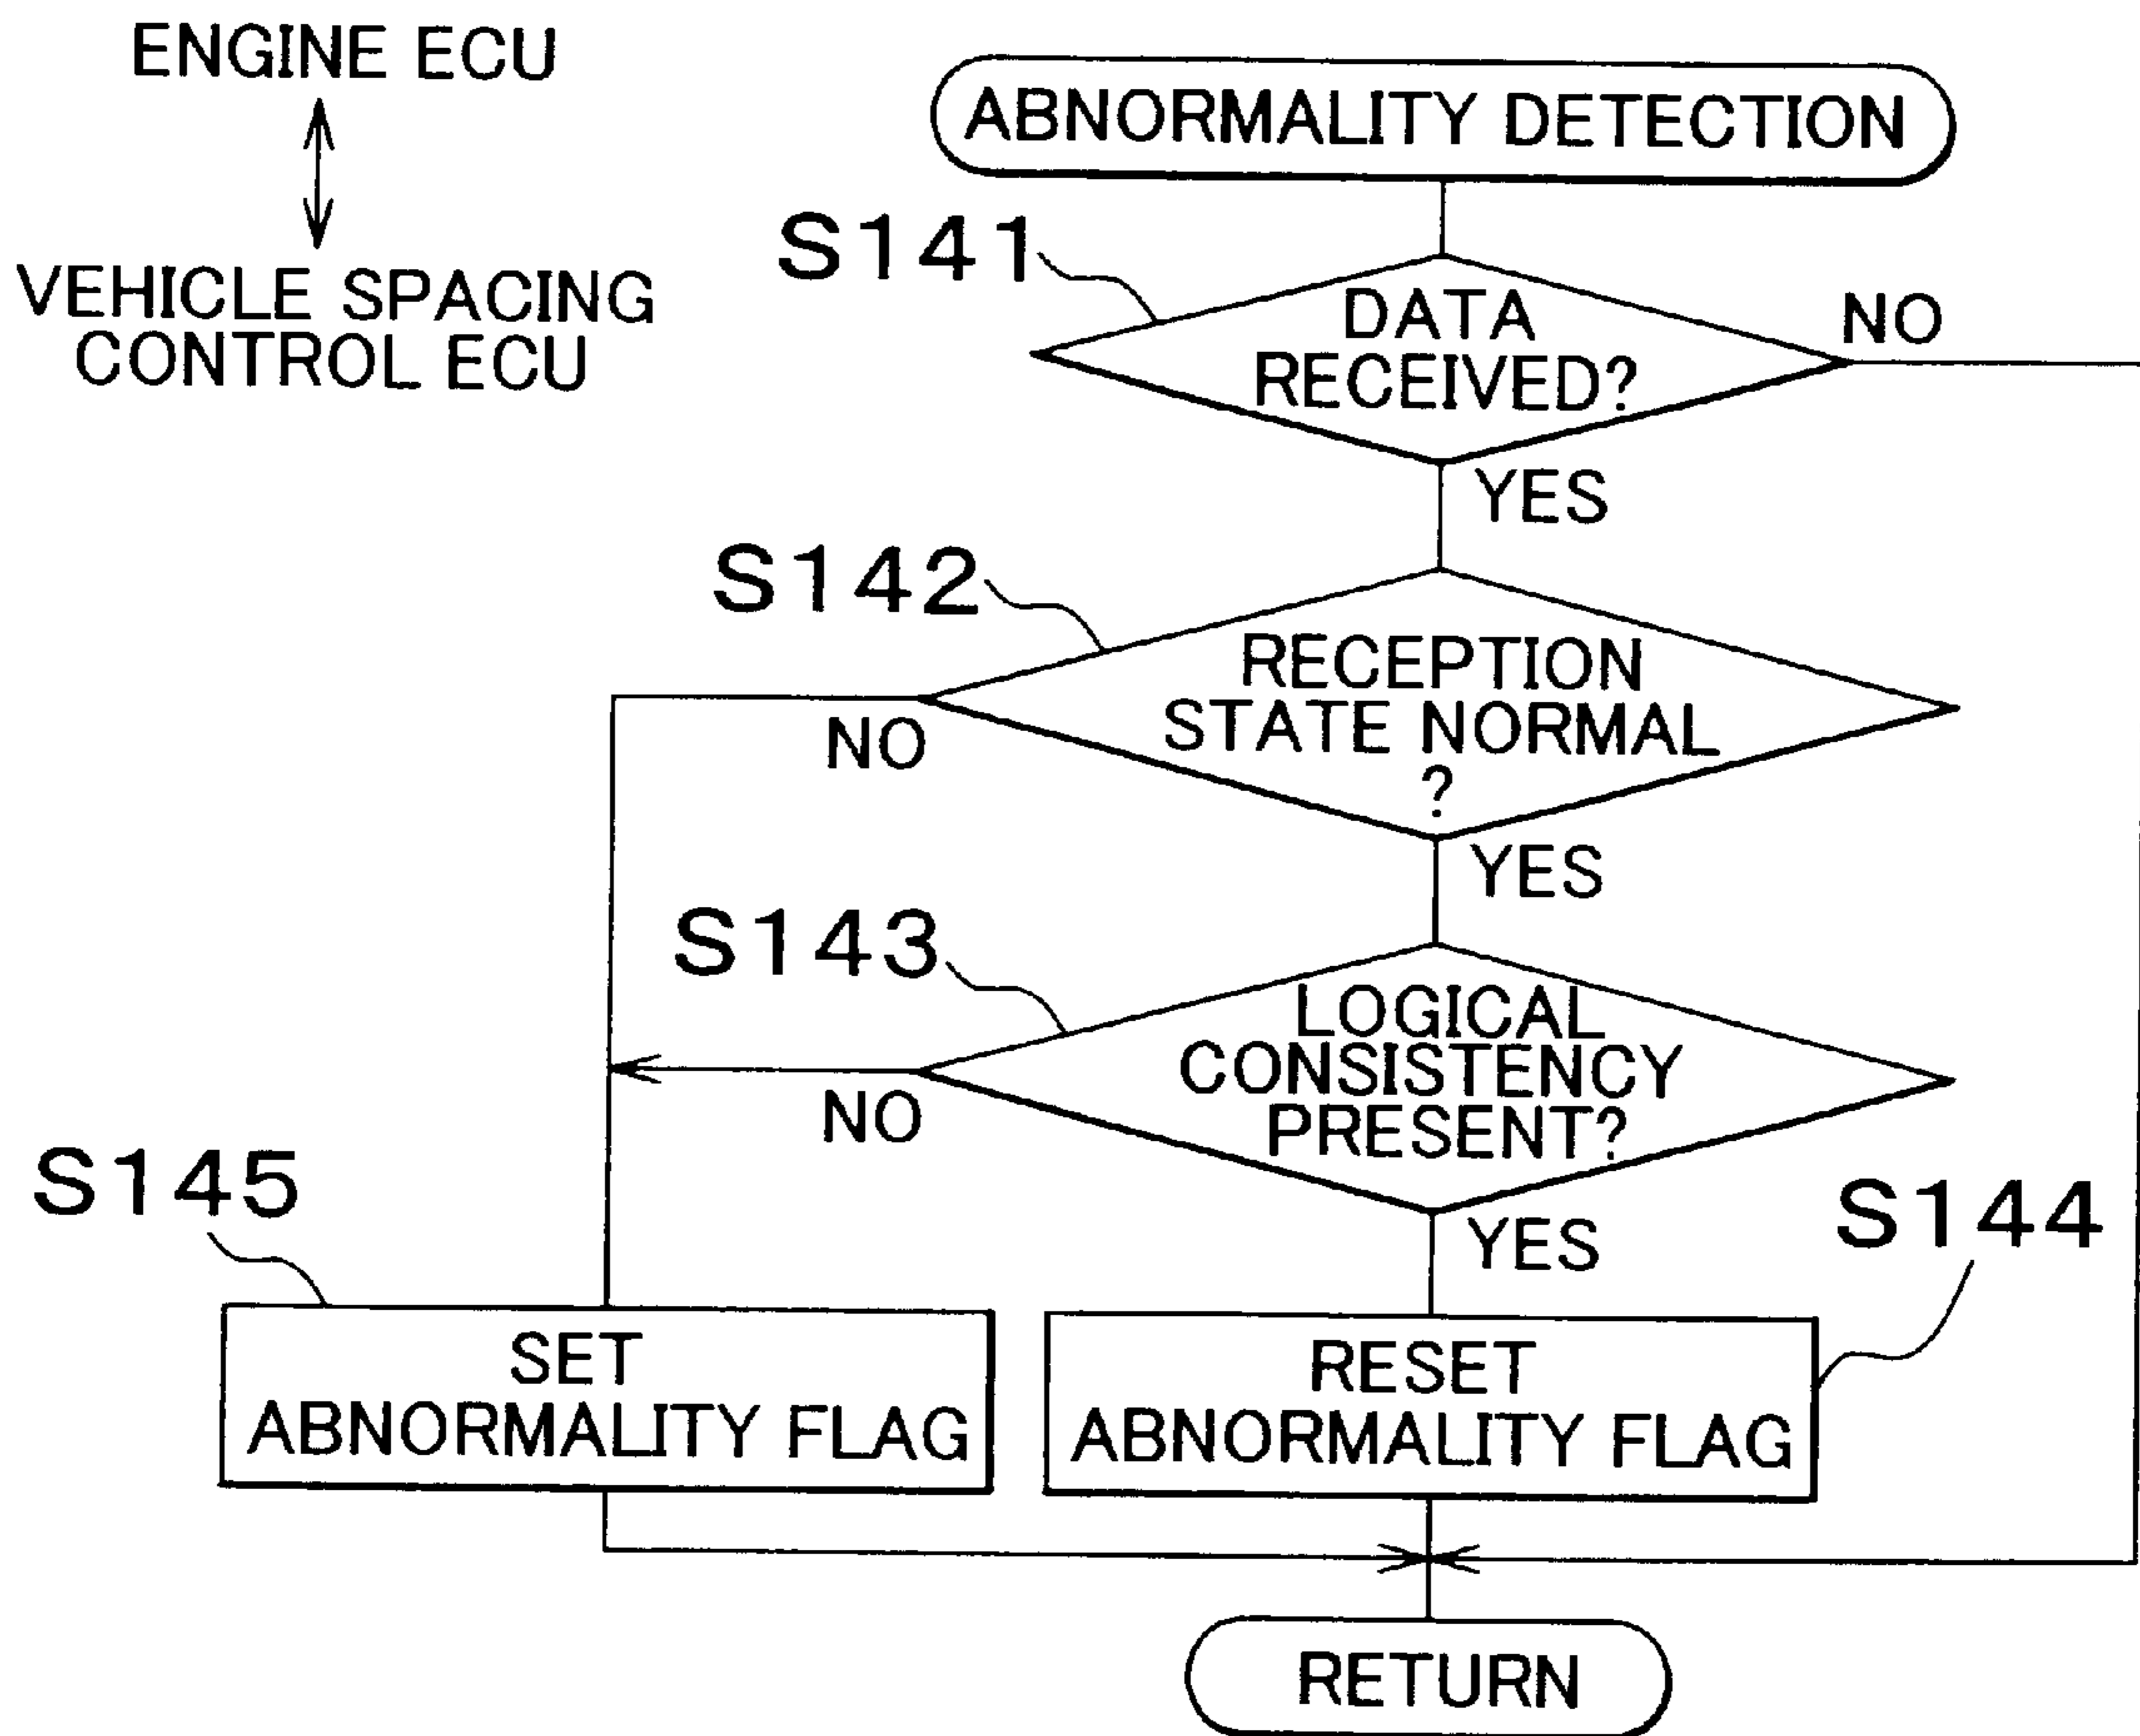 ENGINE ECU
VEHICLE SPACING
CONTROL ECU
ABNORMALITY DETECTION
S141
DATA
RECEIVED?
NO
YES
S142
RECEPTION
STATE NORMAL
?
NO
YES
S143
LOGICAL
CONSISTENCY
PRESENT?
NO
YES
S145
S144
SET
ABNORMALITY FLAG
RESET
ABNORMALITY FLAG
RETURN